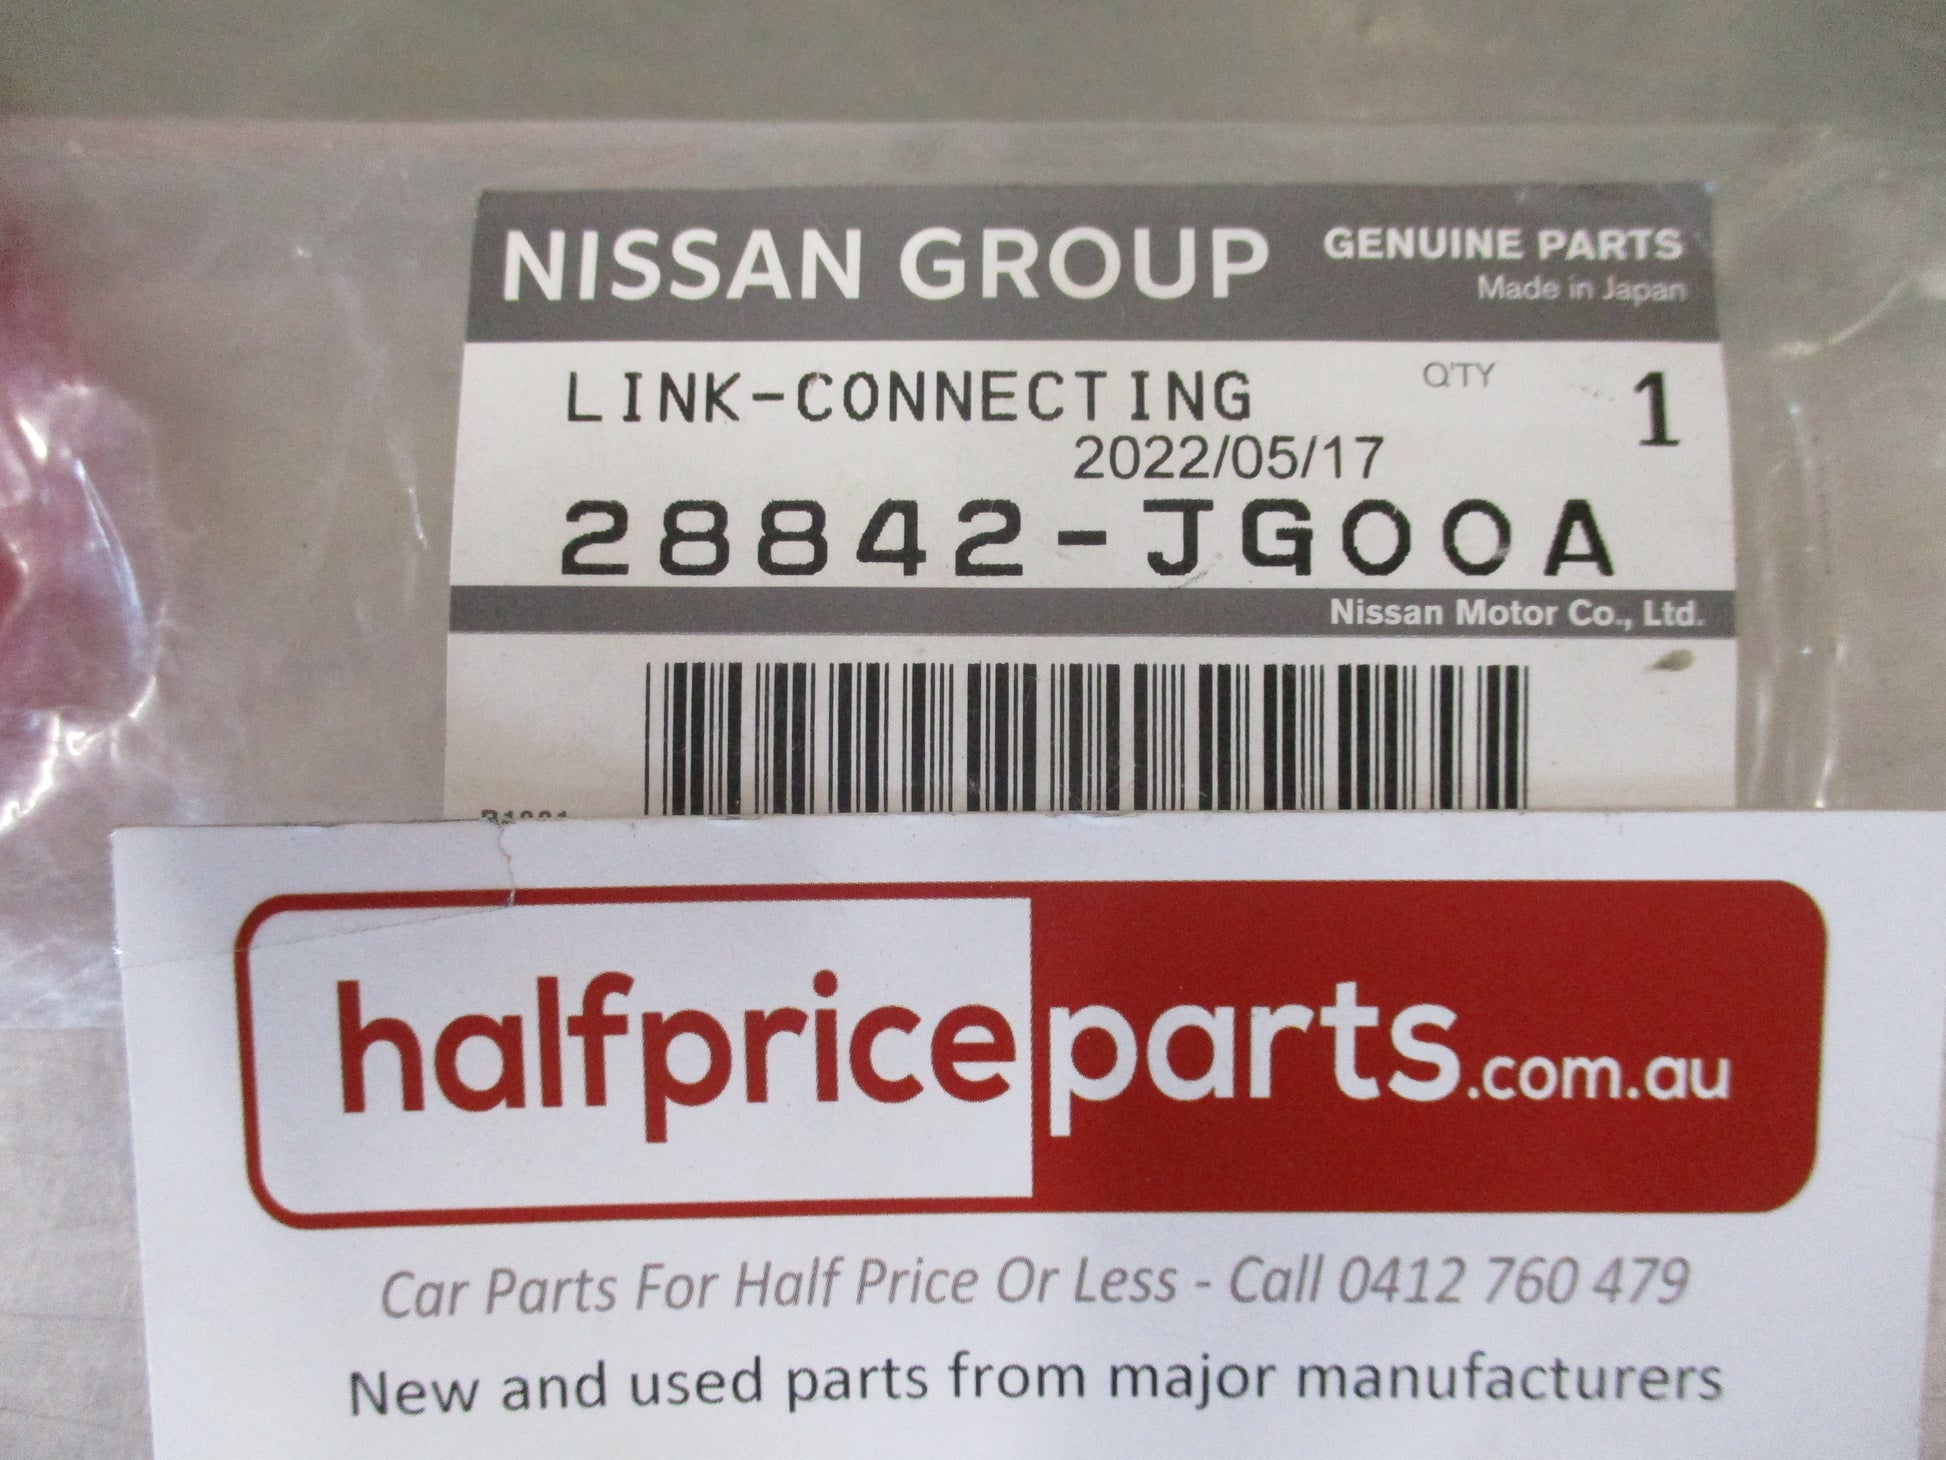 NISSAN GROUP GENUINE PARTS
Made in Japan
LINK-CONNECTING Q'TY 1
2022/05/17
28842-JG00A
Nissan Motor Co., Ltd.
halfpriceparts.com.au
Car Parts For Half Price Or Less - Call 0412 760 479
New and used parts from major manufacturers